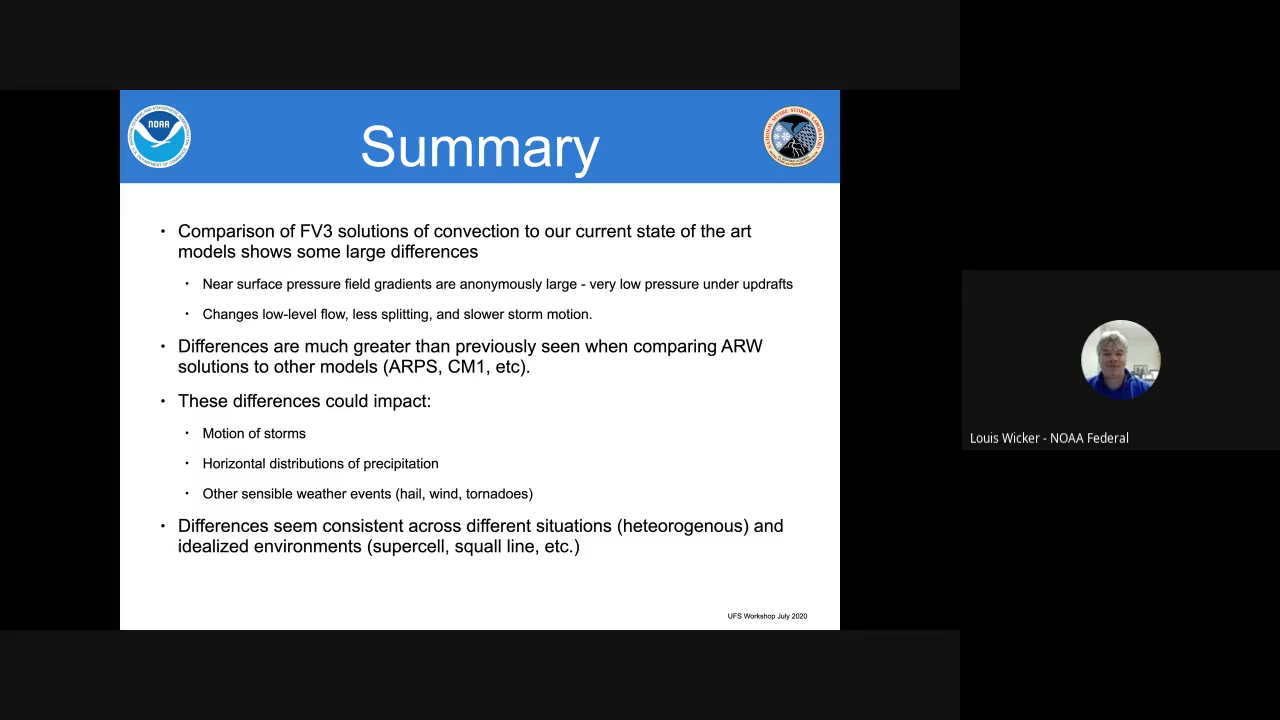 NOAA
Summary
NATIONAL SEVERE STORMS LABORATORY
• Comparison of FV3 solutions of convection to our current state of the art
models shows some large differences
• Near surface pressure field gradients are anonymously large - very low pressure under updrafts
• Changes low-level flow, less splitting, and slower storm motion.
• Differences are much greater than previously seen when comparing ARW
solutions to other models (ARPS, CM1, etc).
• These differences could impact:
• Motion of storms
• Horizontal distributions of precipitation
• Other sensible weather events (hail, wind, tornadoes)
• Differences seem consistent across different situations (heteorogenous) and
idealized environments (supercell, squall line, etc.)
UFS Workshop July 2020
Louis Wicker - NOAA Federal